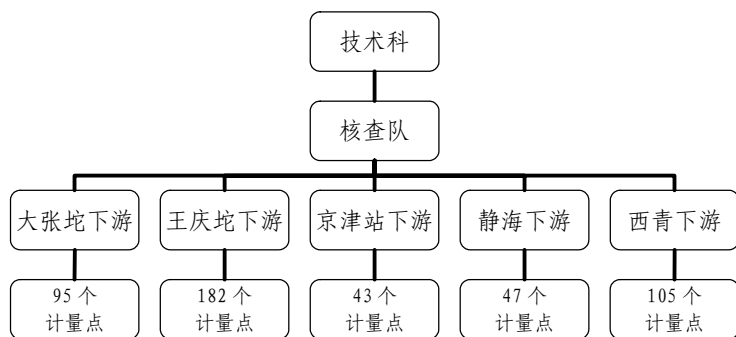 技术科
核查队
大张坨下游
王庆坨下游
京津站下游
静海下游
西青下游
95 个
计量点
182 个
计量点
43 个
计量点
47 个
计量点
105 个
计量点